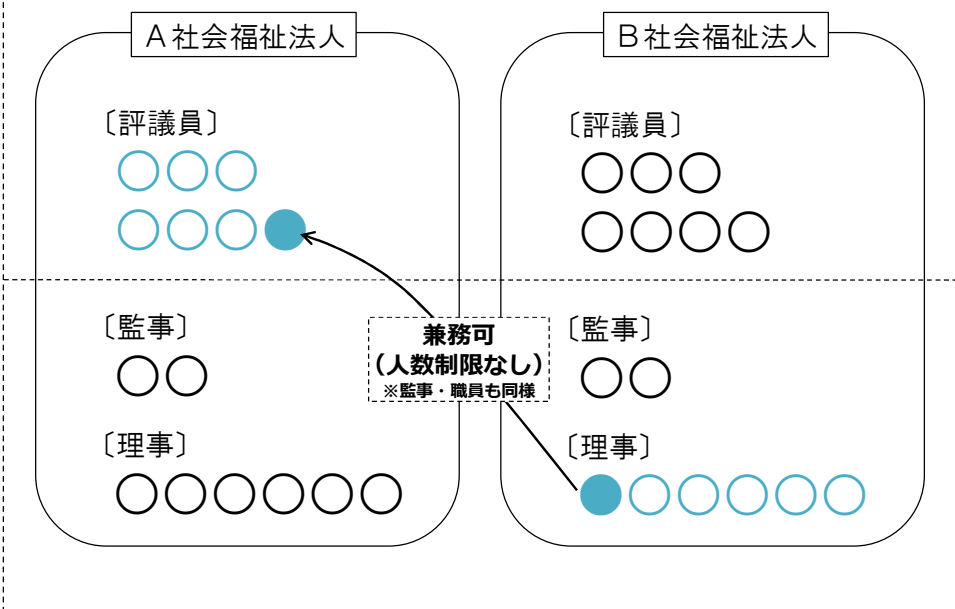 A社会福祉法人
〔評議員〕
〔監事〕
〔理事〕
兼務可
（人数制限なし）
※監事・職員も同様
B社会福祉法人
〔評議員〕
〔監事〕
〔理事〕